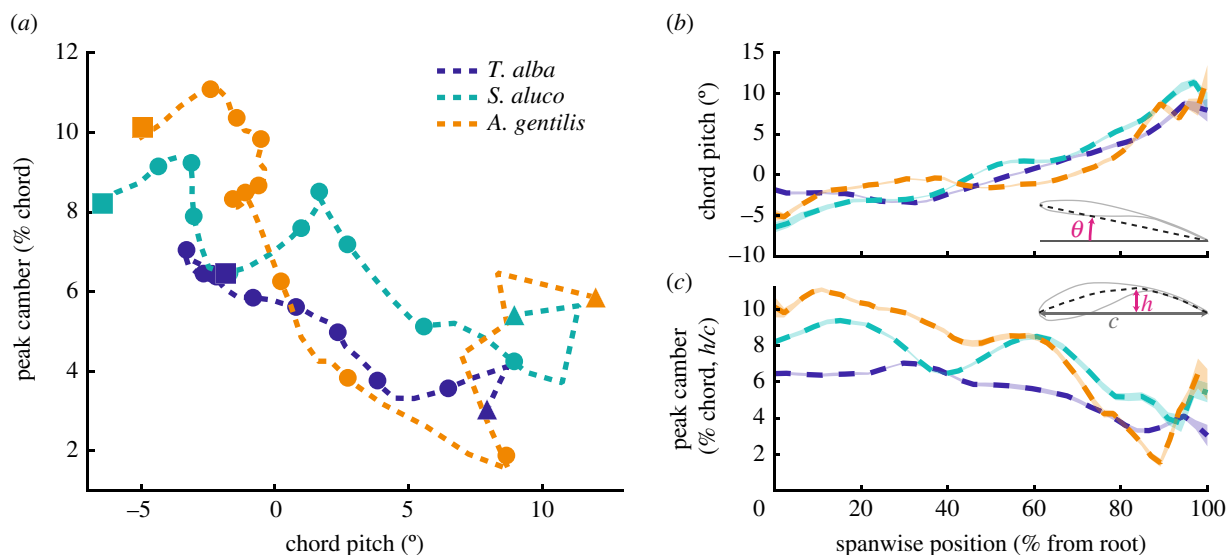 (a)
12
10
8
6
4
2
peak camber (% chord)
−5
0
5
10
chord pitch (º)
T. alba
S. aluco
A. gentilis
(b)
15
10
5
0
−5
−10
chord pitch (º)
θ
(c)
10
8
6
4
2
peak camber
(% chord, h/c)
h
c
0
20
40
60
80
100
spanwise position (% from root)